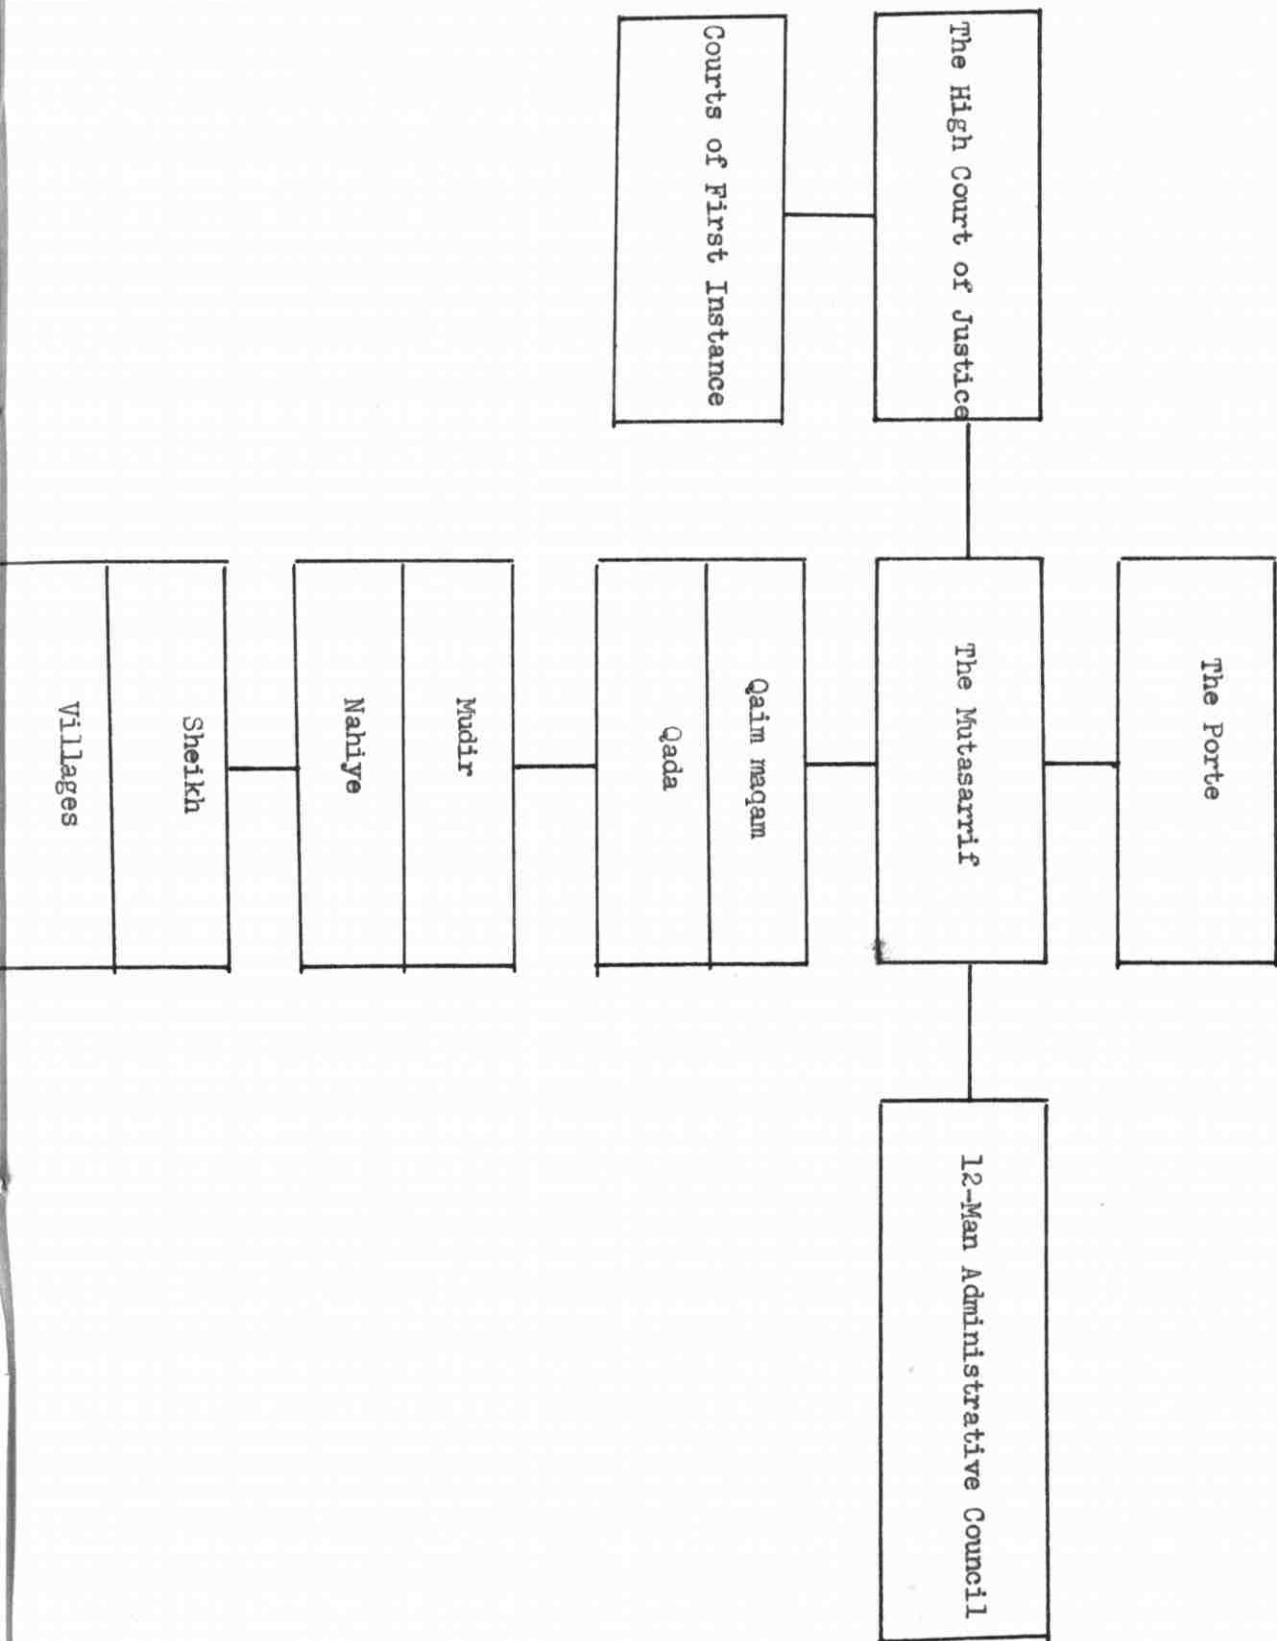 The Porte
The High Court of Justice
The Mutasarrif
12-Man Administrative Council
Courts of First Instance
Qaim maqam
Qada
Mudir
Nahiye
Sheikh
Villages